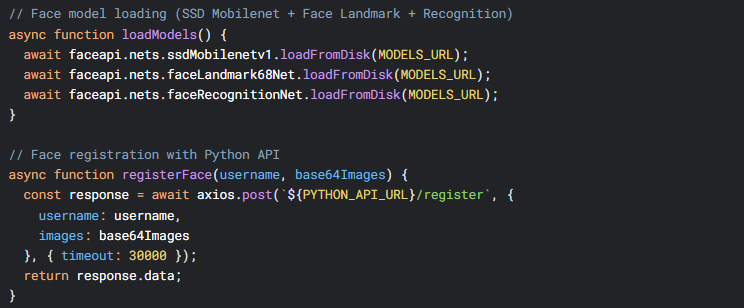 // Face model loading (SSD Mobilenet + Face Landmark + Recognition)
async function loadModels() {
  await faceapi.nets.ssdMobilenetv1.loadFromDisk(MODELS_URL);
  await faceapi.nets.faceLandmark68Net.loadFromDisk(MODELS_URL);
  await faceapi.nets.faceRecognitionNet.loadFromDisk(MODELS_URL);
}

// Face registration with Python API
async function registerFace(username, base64Images) {
  const response = await axios.post(`${PYTHON_API_URL}/register`, {
    username: username,
    images: base64Images
  }, { timeout: 30000 });
  return response.data;
}